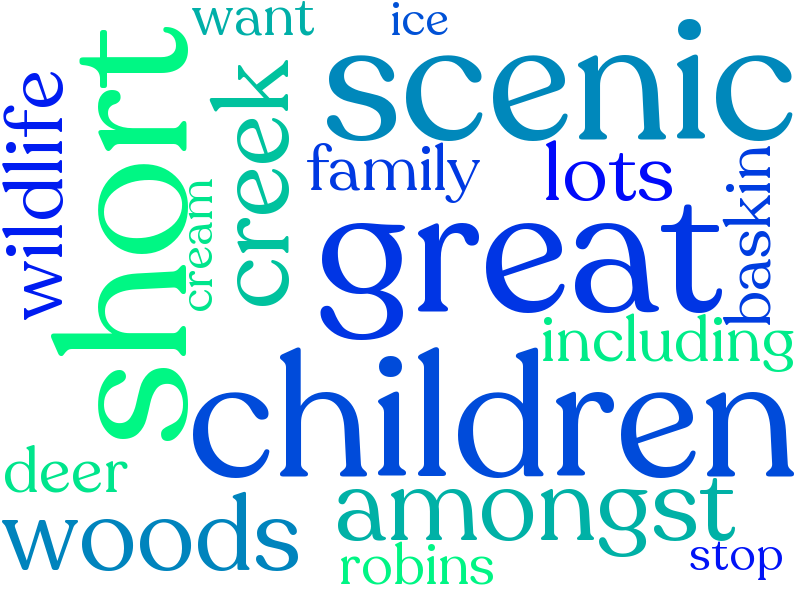 want
ice
scenic
wildlife
short
creek
family
lots
baskin
cream
great
including
children
deer
amongst
woods
robins
stop